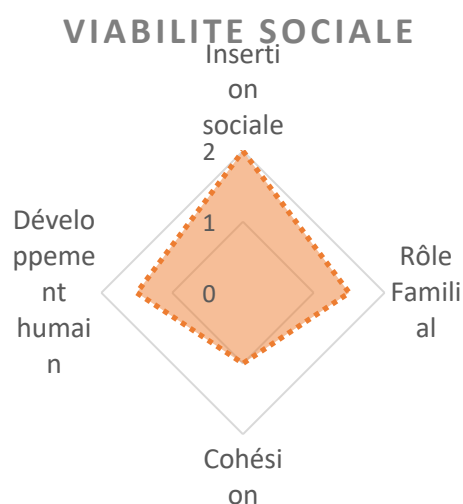 VIABILITE SOCIALE
Inserti
on
sociale
2
1
0
Dévelo
ppeme
nt
humai
n
Rôle
Famili
al
Cohési
on